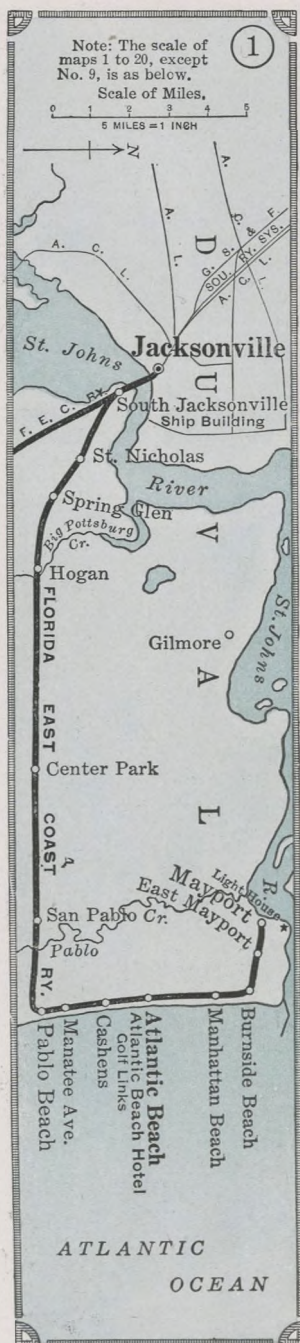 Note: The scale of
maps 1 to 20, except
No. 9, is as below.
1
Scale of Miles.
0 1 2 3 4 5
5 MILES = 1 INCH
N
A. C. L.
A. L.
A. C. L.
G. S. & F.
SOU. RY. SYS.
A. C. L.
D U V A L
St. Johns
Jacksonville
F. E. C. RY.
South Jacksonville
Ship Building
St. Nicholas
River
Spring Glen
Big Pottsburg
Cr.
Hogan
St. Johns
Gilmore
FLORIDA EAST COAST RY.
Center Park
Light House
R.
Mayport
East Mayport
San Pablo Cr.
Pablo
Pablo Beach
Manatee Ave.
Cashens
Atlantic Beach
Atlantic Beach Hotel
Golf Links
Manhattan Beach
Burnside Beach
ATLANTIC
OCEAN